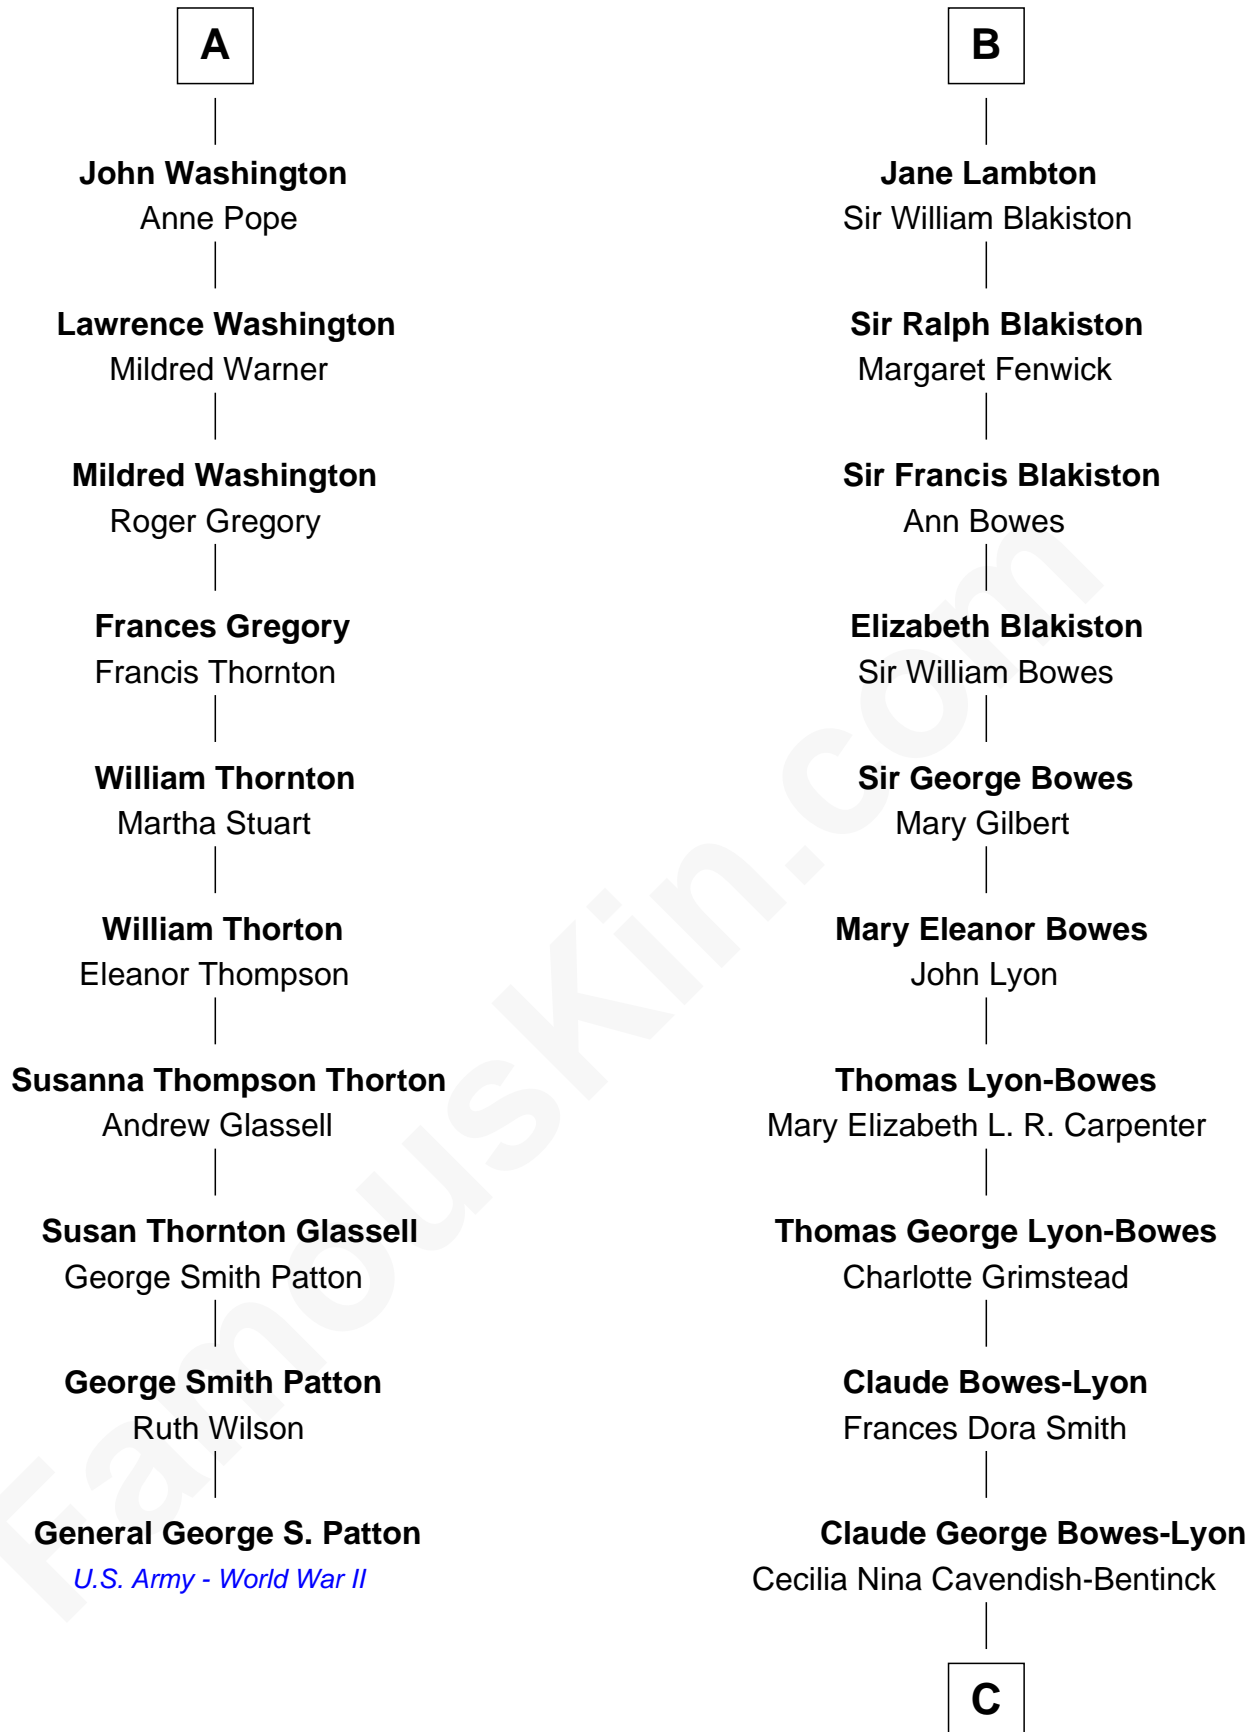 A
John Washington
Anne Pope
Lawrence Washington
Mildred Warner
Mildred Washington
Roger Gregory
Frances Gregory
Francis Thornton
William Thornton
Martha Stuart
William Thorton
Eleanor Thompson
Susanna Thompson Thorton
Andrew Glassell
Susan Thornton Glassell
George Smith Patton
George Smith Patton
Ruth Wilson
General George S. Patton
U.S. Army - World War II
B
Jane Lambton
Sir William Blakiston
Sir Ralph Blakiston
Margaret Fenwick
Sir Francis Blakiston
Ann Bowes
Elizabeth Blakiston
Sir William Bowes
Sir George Bowes
Mary Gilbert
Mary Eleanor Bowes
John Lyon
Thomas Lyon-Bowes
Mary Elizabeth L. R. Carpenter
Thomas George Lyon-Bowes
Charlotte Grimstead
Claude Bowes-Lyon
Frances Dora Smith
Claude George Bowes-Lyon
Cecilia Nina Cavendish-Bentinck
C
FamousKin.com